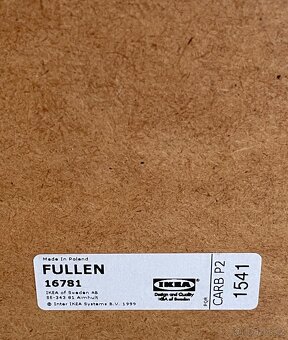 Made in Poland
FULLEN
16781
IKEA of Sweden AB
SE-343 81 Älmhult
© Inter IKEA Systems B.V. 1999
IKEA
Design and Quality
IKEA of Sweden
FOR
CARB P2
1541